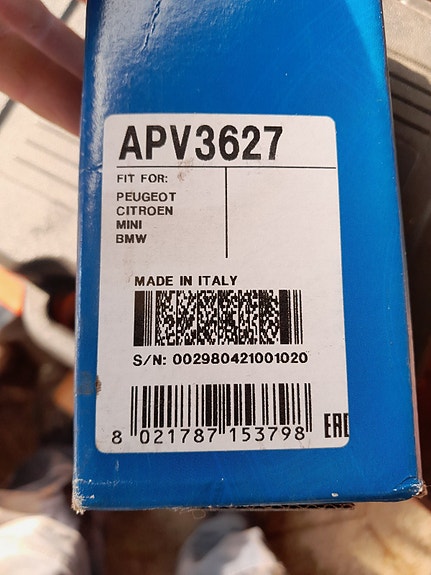 APV3627
FIT FOR:
PEUGEOT
CITROEN
MINI
BMW
MADE IN ITALY
S/N: 002980421001020
8 021787 153798
EAC